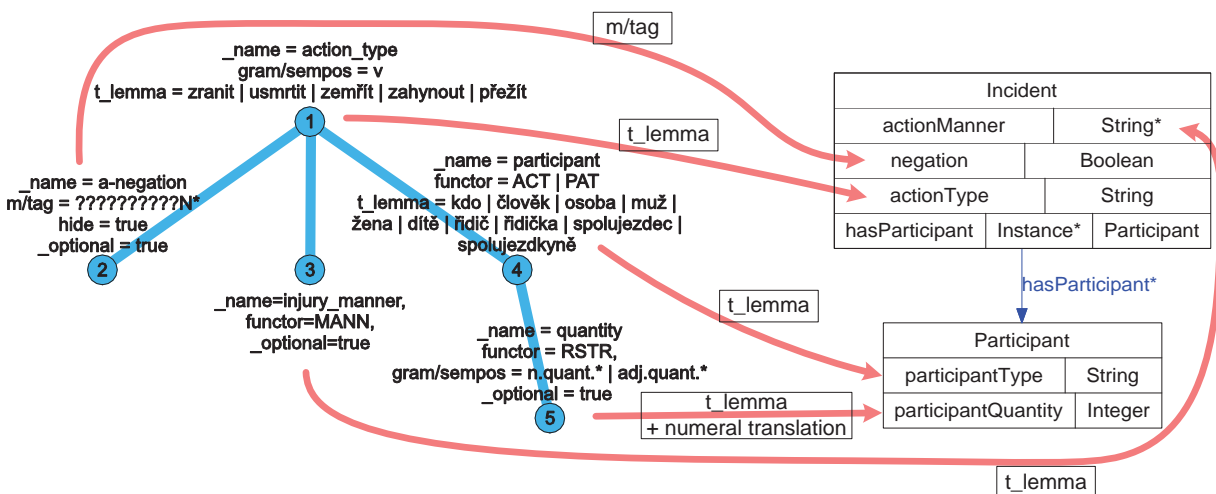 m/tag
_name = action_type
gram/sempos = v
t_lemma = zranit | usmrtit | zemřít | zahynout | přežít
1
t_lemma
Incident
actionManner String*
negation Boolean
actionType String
hasParticipant Instance* Participant
_name = a-negation
m/tag = ??????????N*
hide = true
_optional = true
2
_name = participant
functor = ACT | PAT
t_lemma = kdo | člověk | osoba | muž |
žena | dítě | řidič | řidička | spolujezdec |
spolujezdkyně
3
4
_name=injury_manner,
functor=MANN,
_optional=true
hasParticipant*
t_lemma
_name = quantity
functor = RSTR,
gram/sempos = n.quant.* | adj.quant.*
_optional = true
5
Participant
participantType String
participantQuantity Integer
t_lemma
+ numeral translation
t_lemma